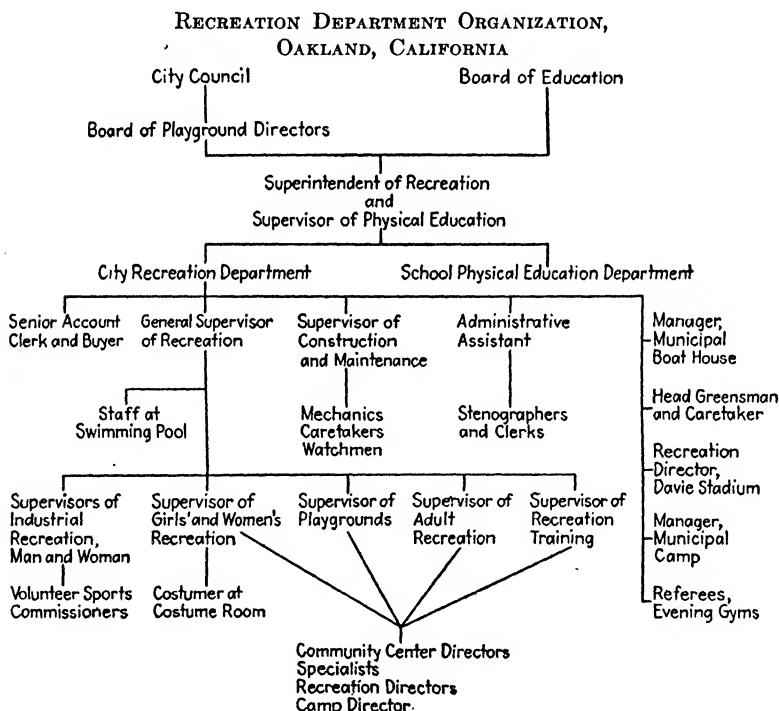 RECREATION DEPARTMENT ORGANIZATION,
OAKLAND, CALIFORNIA
City Council
Board of Education
Board of Playground Directors
Superintendent of Recreation
and
Supervisor of Physical Education
City Recreation Department
School Physical Education Department
Senior Account
Clerk and Buyer
General Supervisor
of Recreation
Supervisor of
Construction
and Maintenance
Administrative
Assistant
Manager,
Municipal
Boat House
Staff at
Swimming Pool
Mechanics
Caretakers
Watchmen
Stenographers
and Clerks
Head Greensman
and Caretaker
Recreation
Director,
Davie Stadium
Manager,
Municipal
Camp
Referees,
Evening Gyms
Supervisors of
Industrial
Recreation,
Man and Woman
Supervisor of
Girls' and Women's
Recreation
Supervisor of
Playgrounds
Supervisor of
Adult
Recreation
Supervisor of
Recreation
Training
Volunteer Sports
Commissioners
Costumer at
Costume Room
Community Center Directors
Specialists
Recreation Directors
Camp Director.